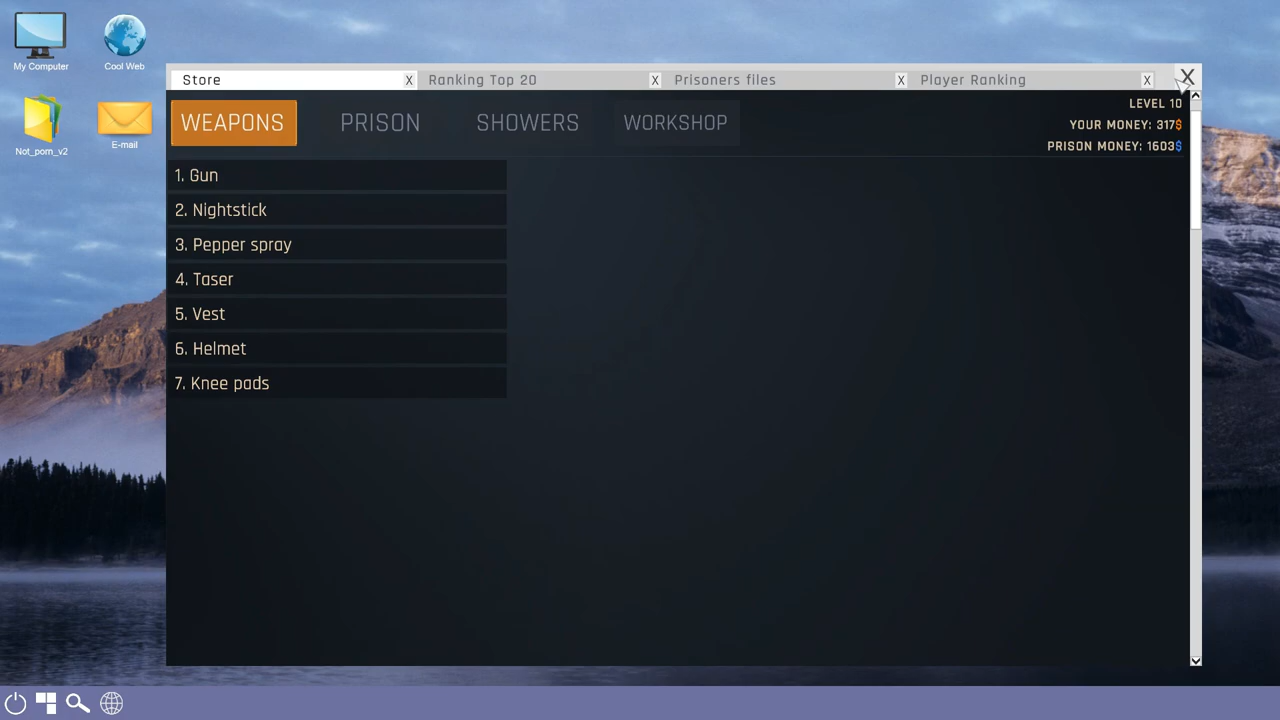 My Computer
Cool Web
Not_porn_v2
E-mail
Store X
Ranking Top 20 X
Prisoners files X
Player Ranking X
X
WEAPONS
PRISON
SHOWERS
WORKSHOP
LEVEL 10
YOUR MONEY: 317$
PRISON MONEY: 1603$
1. Gun
2. Nightstick
3. Pepper spray
4. Taser
5. Vest
6. Helmet
7. Knee pads